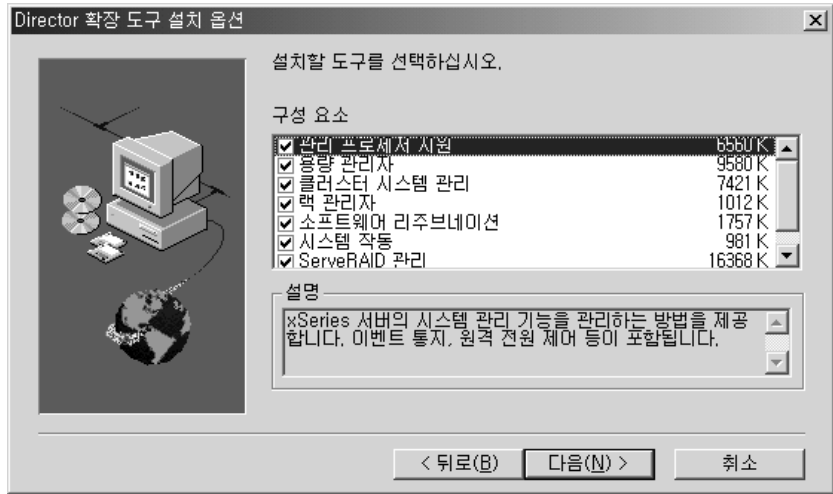 Director 확장 도구 설치 옵션
설치할 도구를 선택하십시오.
구성 요소
관리 프로세서 지원 6560 K
용량 관리자 9580 K
클러스터 시스템 관리 7421 K
랙 관리자 1012 K
소프트웨어 리주브네이션 1757 K
시스템 작동 981 K
ServeRAID 관리 16368 K
설명
xSeries 서버의 시스템 관리 기능을 관리하는 방법을 제공
합니다. 이벤트 통지, 원격 전원 제어 등이 포함됩니다.
< 뒤로(B) 다음(N) > 취소